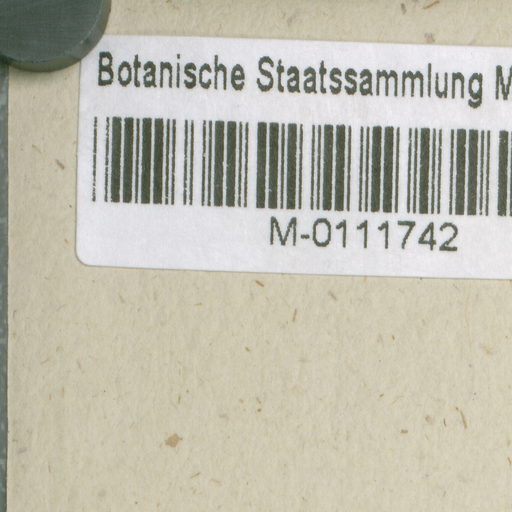 Botanische Staatssammlung M
M-0111742